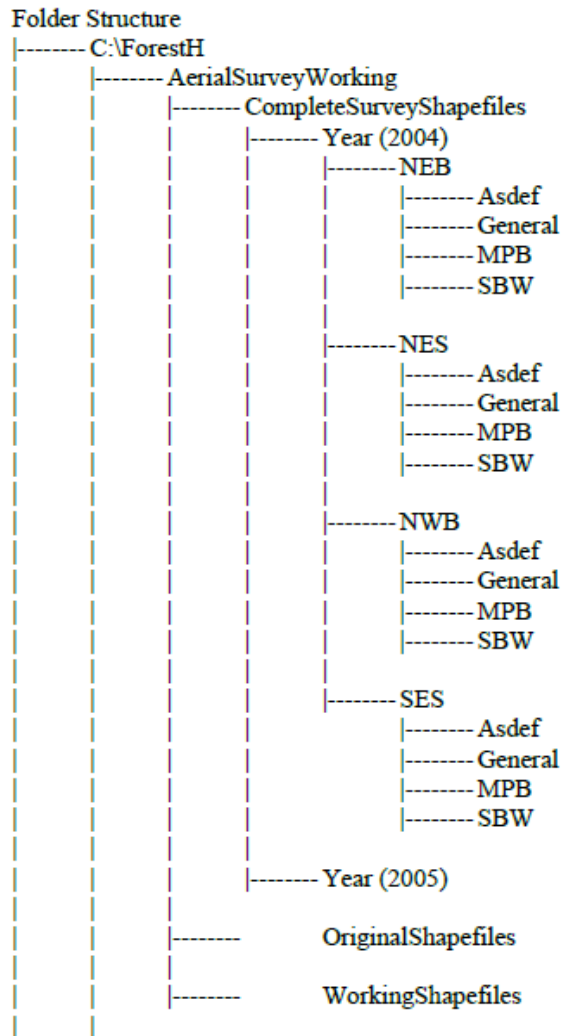 Folder Structure
|-------- C:\ForestH
| |-------- AerialSurveyWorking
| | |-------- CompleteSurveyShapefiles
| | | |-------- Year (2004)
| | | | |-------- NEB
| | | | | |-------- Asdef
| | | | | |-------- General
| | | | | |-------- MPB
| | | | | |-------- SBW
| | | | |
| | | | |-------- NES
| | | | | |-------- Asdef
| | | | | |-------- General
| | | | | |-------- MPB
| | | | | |-------- SBW
| | | | |
| | | | |-------- NWB
| | | | | |-------- Asdef
| | | | | |-------- General
| | | | | |-------- MPB
| | | | | |-------- SBW
| | | | |
| | | | |-------- SES
| | | | |-------- Asdef
| | | | |-------- General
| | | | |-------- MPB
| | | | |-------- SBW
| | | |
| | | |-------- Year (2005)
| | |
| | |-------- OriginalShapefiles
| | |
| | |-------- WorkingShapefiles
| |